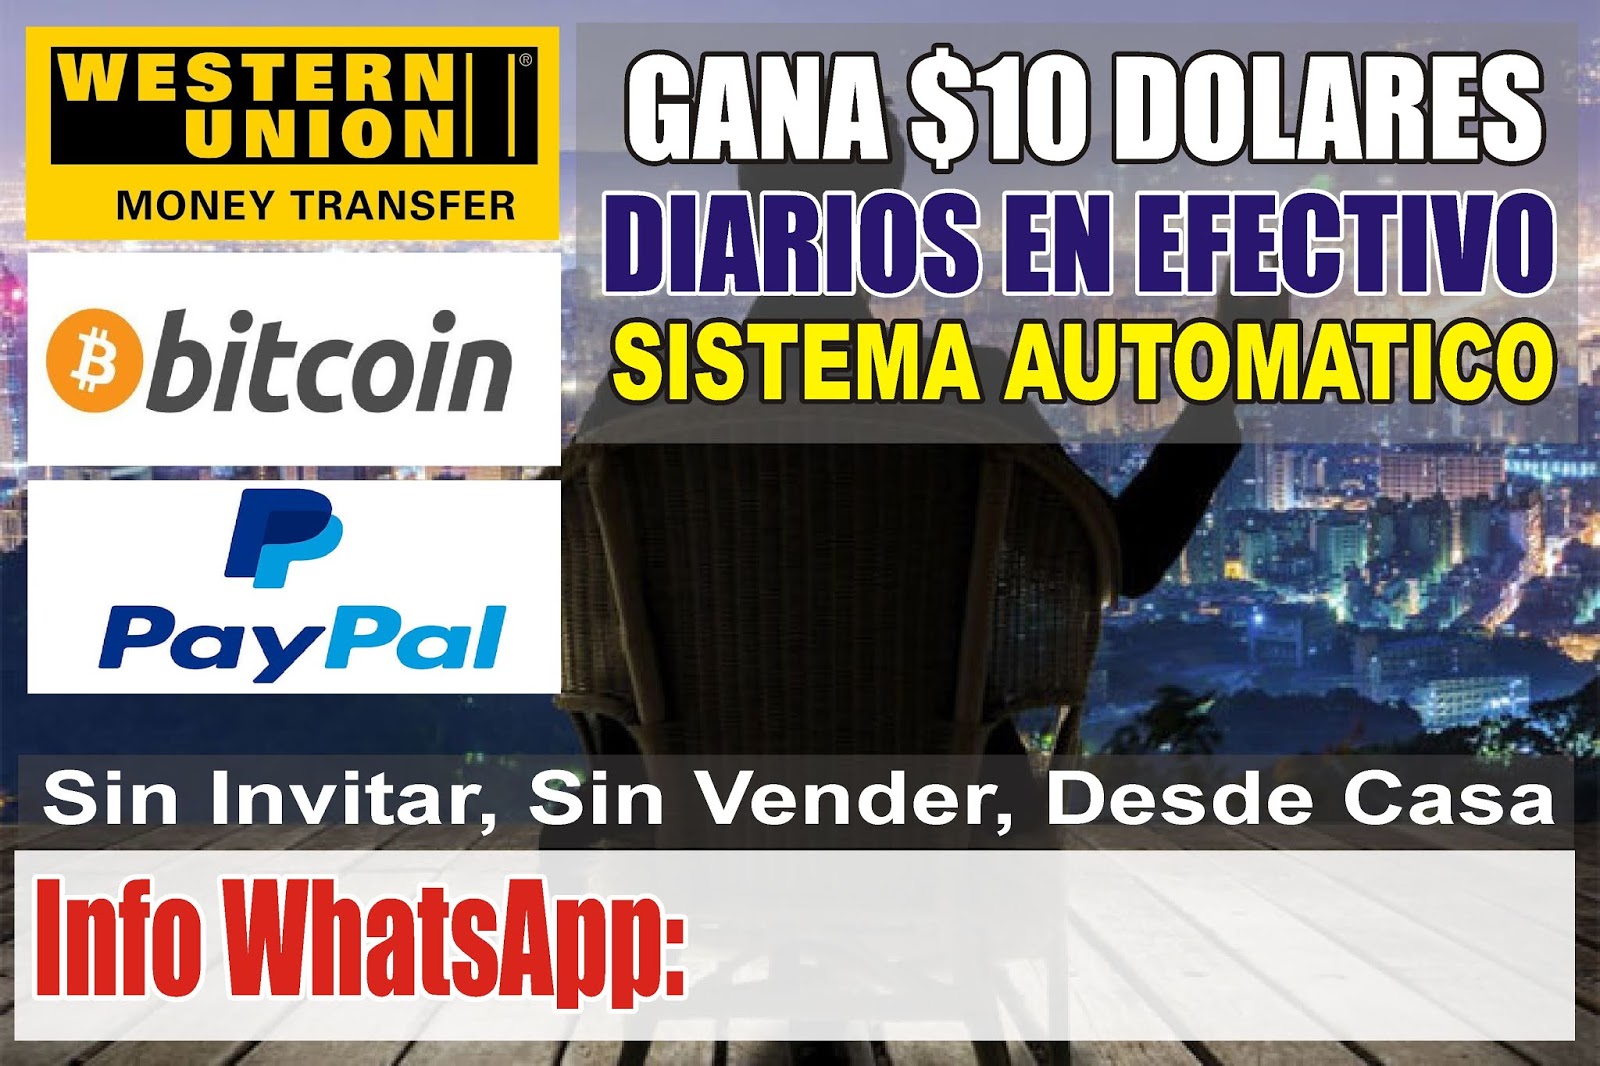 WESTERN
UNION
®
MONEY TRANSFER
bitcoin
PayPal
GANA $10 DOLARES
DIARIOS EN EFECTIVO
SISTEMA AUTOMATICO
Sin Invitar, Sin Vender, Desde Casa
Info WhatsApp: